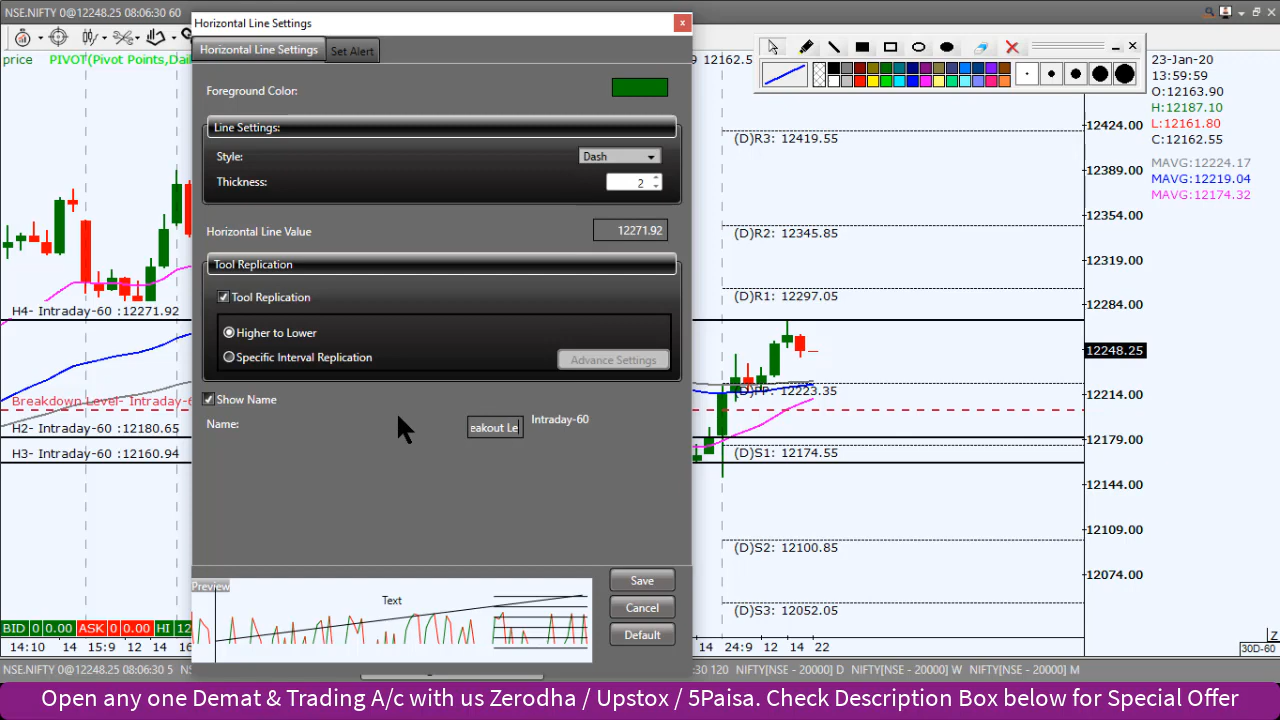 NSE.NIFTY 0@12248.25 08:06:30 60
Horizontal Line Settings
Horizontal Line Settings
Set Alert
Foreground Color:
Line Settings:
Style:
Dash
Thickness:
2
Horizontal Line Value
12271.92
Tool Replication
Tool Replication
Higher to Lower
Specific Interval Replication
Advance Settings
Show Name
Name:
eakout Le
Intraday-60
Preview
Text
Save
Cancel
Default
price
PIVOT(Pivot Points,Dai
H4- Intraday-60 :12271.92
Breakdown Level- Intraday-6
H2- Intraday-60 :12180.65
H3- Intraday-60 :12160.94
BID 0 0.00 ASK 0 0.00 HI 12
14:10 14 15:9 12 14 16
12162.5
(D)R3: 12419.55
(D)R2: 12345.85
(D)R1: 12297.05
(D)PP: 12223.35
(D)S1: 12174.55
(D)S2: 12100.85
(D)S3: 12052.05
12424.00
12389.00
12354.00
12319.00
12284.00
12248.25
12214.00
12179.00
12144.00
12109.00
12074.00
23-Jan-20
13:59:59
O:12163.90
H:12187.10
L:12161.80
C:12162.55
MAVG:12224.17
MAVG:12219.04
MAVG:12174.32
14 24:9 12 14 22
30D-60
Z
NSE.NIFTY 0@12248.25 08:06:30 5
:30 120 NIFTY[NSE - 20000] D NIFTY[NSE - 20000] W NIFTY[NSE - 20000] M
Open any one Demat & Trading A/c with us Zerodha / Upstox / 5Paisa. Check Description Box below for Special Offer